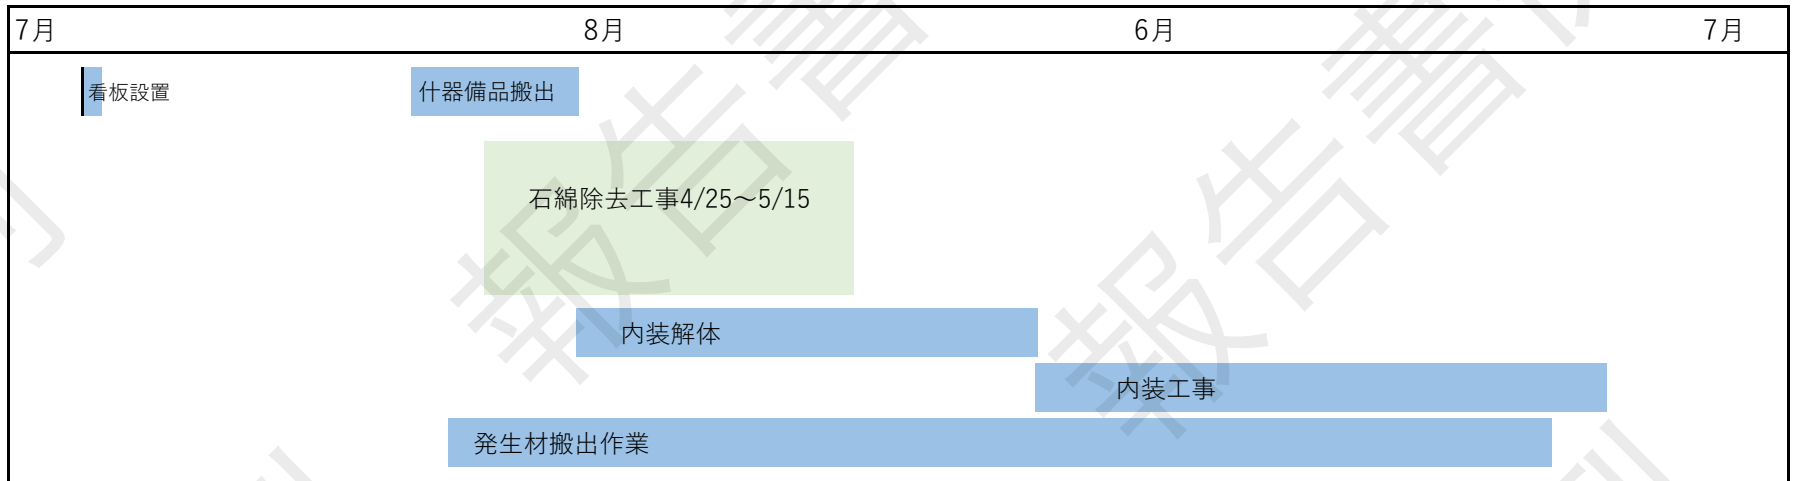 7月 8月 6月 7月
看板設置 什器備品搬出
石綿除去工事4/25～5/15
内装解体
内装工事
発生材搬出作業
報告書
報告書